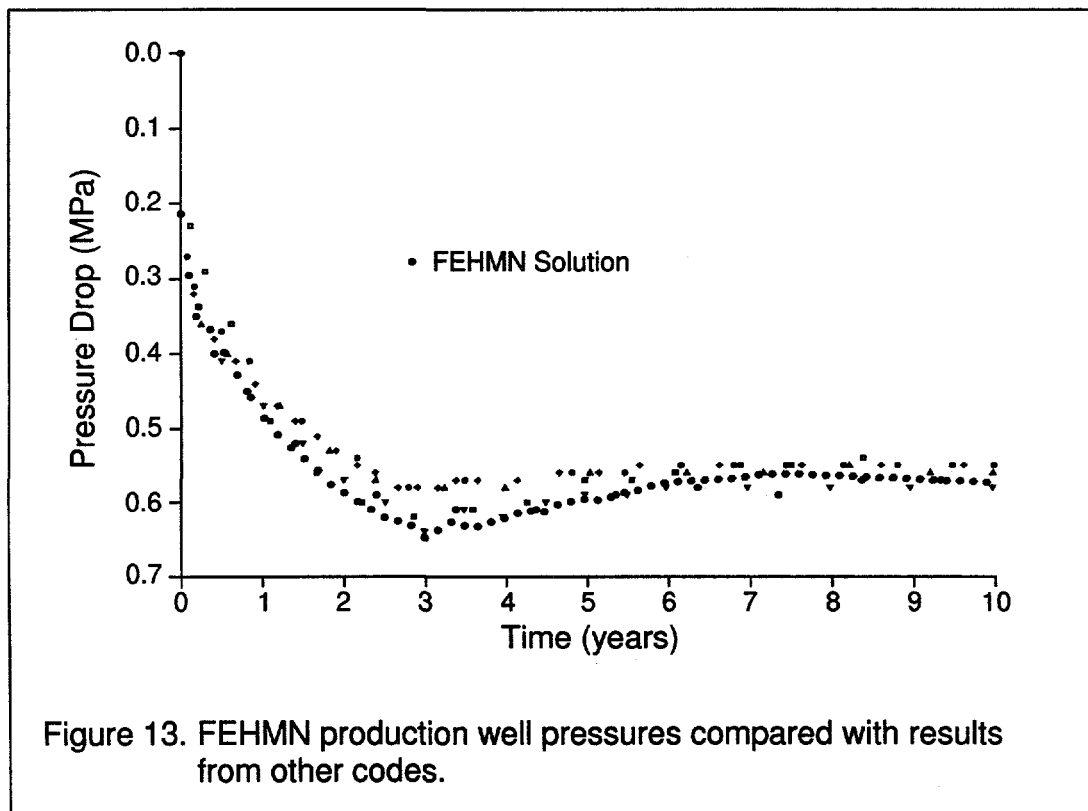 0.0
0.1
0.2
0.3
0.4
0.5
0.6
0.7
Pressure Drop (MPa)
FEHMN Solution
0 1 2 3 4 5 6 7 8 9 10
Time (years)
Figure 13. FEHMN production well pressures compared with results
from other codes.